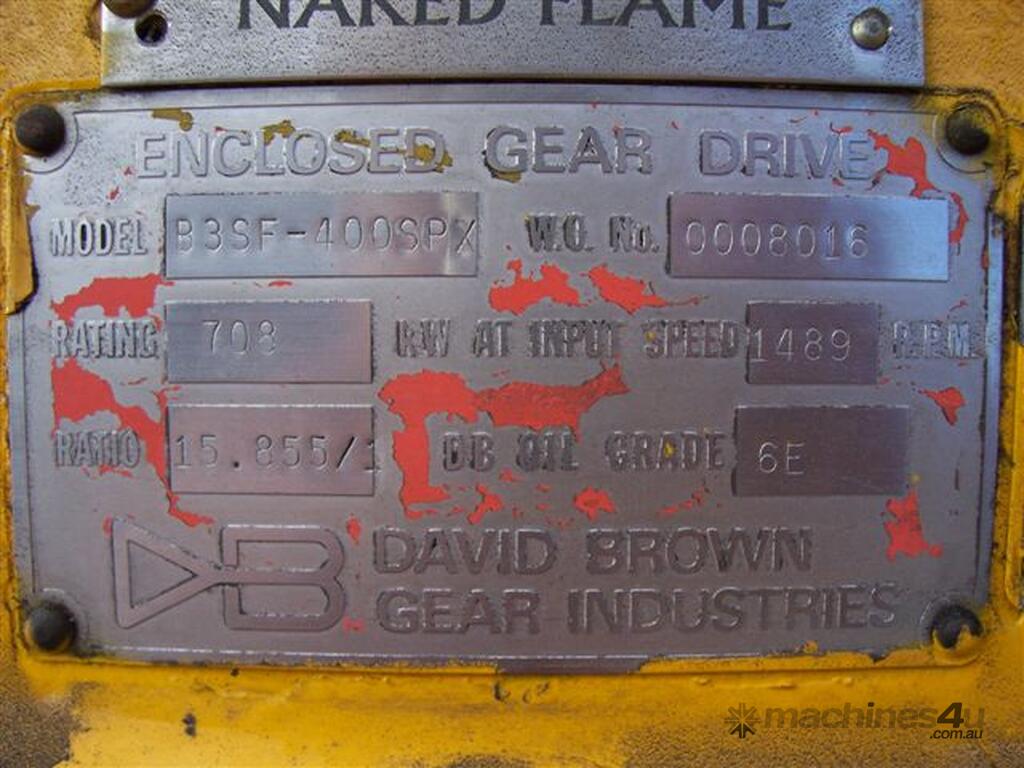 NAKED FLAME
ENCLOSED GEAR DRIVE
MODEL B3SF-400SPX W.O. No. 0008016
RATING 708 KW AT INPUT SPEED 1489 R.P.M.
RATIO 15.855/1 DB OIL GRADE 6E
DB DAVID BROWN
GEAR INDUSTRIES
machines4u
.com.au